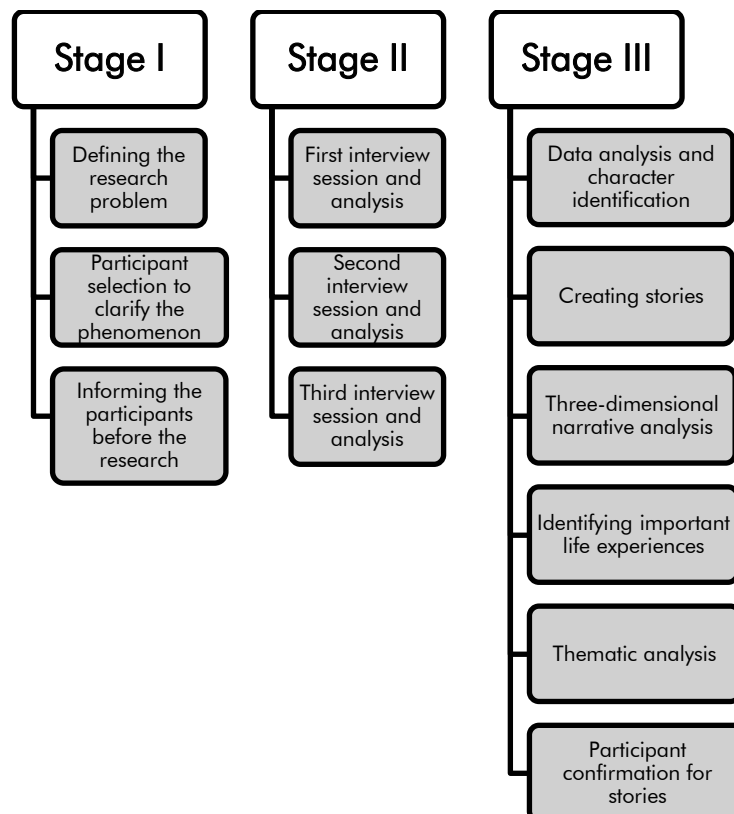 Stage I
Defining the
research
problem
Participant
selection to
clarify the
phenomenon
Informing the
participants
before the
research
Stage II
First interview
session and
analysis
Second
interview
session and
analysis
Third interview
session and
analysis
Stage III
Data analysis and
character
identification
Creating stories
Three-dimensional
narrative analysis
Identifying important
life experiences
Thematic analysis
Participant
confirmation for
stories